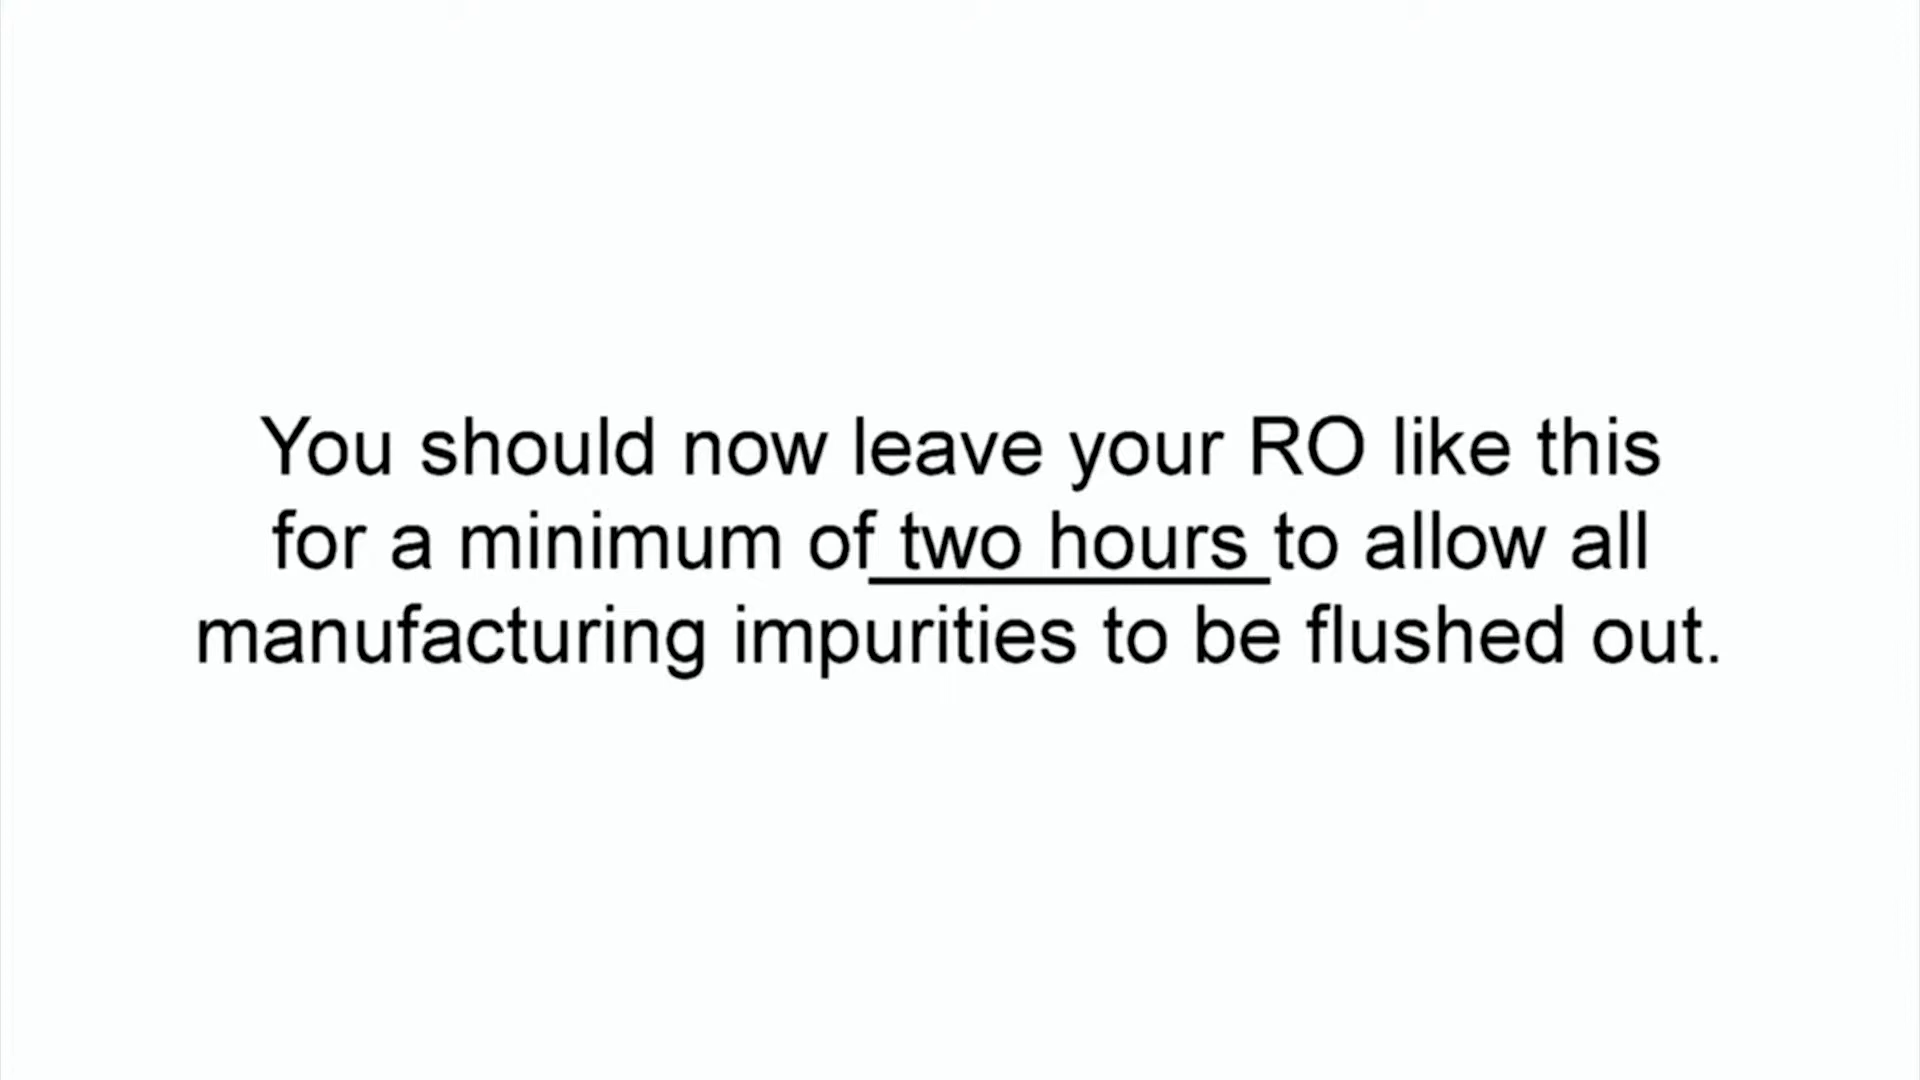 You should now leave your RO like this
for a minimum of two hours to allow all
manufacturing impurities to be flushed out.